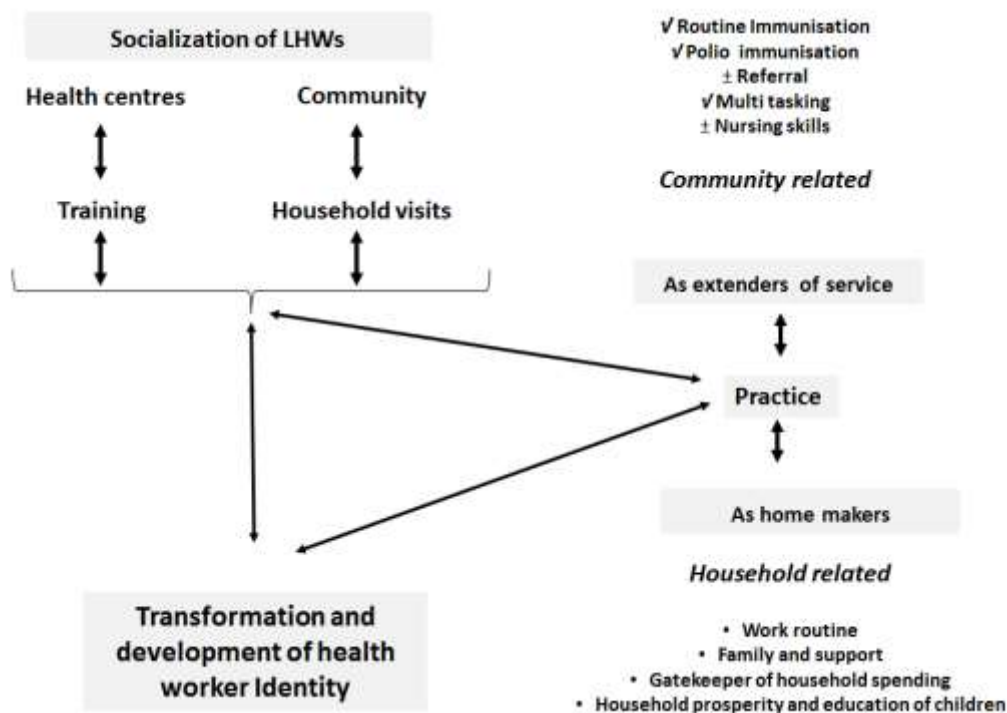 Socialization of LHWs
Health centres
Community
Training
Household visits
√ Routine Immunisation
√ Polio immunisation
± Referral
√ Multi tasking
± Nursing skills
Community related
As extenders of service
Practice
As home makers
Household related
• Work routine
• Family and support
• Gatekeeper of household spending
• Household prosperity and education of children
Transformation and
development of health
worker Identity